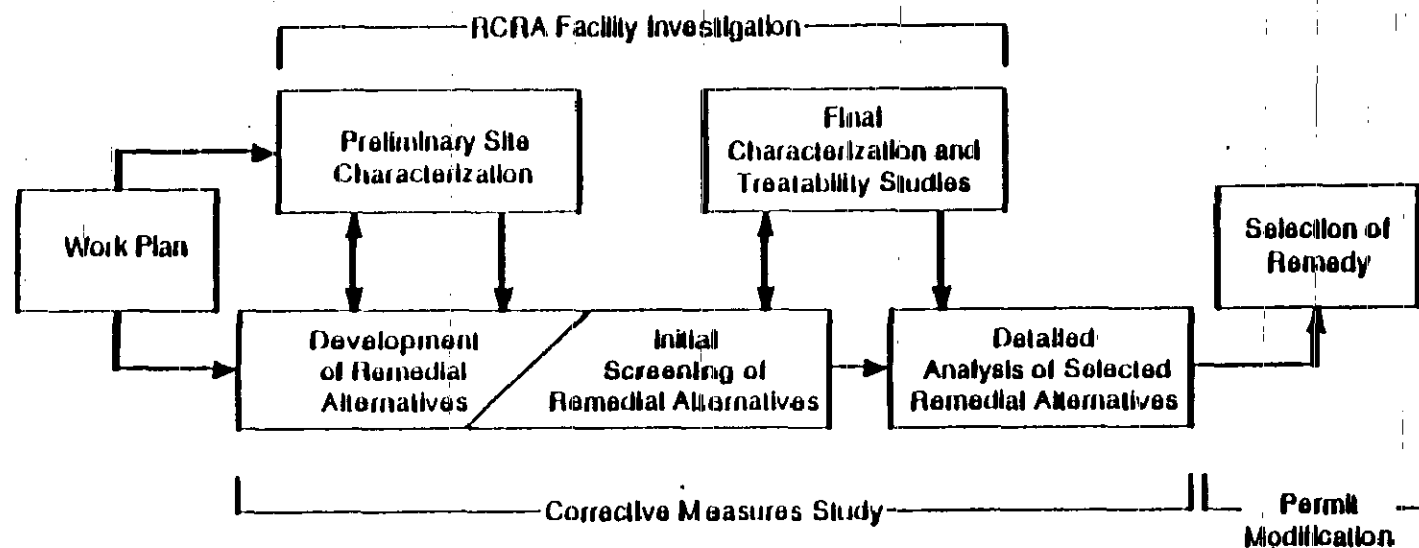 RCRA Facility Investigation
Preliminary Site
Characterization
Final
Characterization and
Treatability Studies
Work Plan
Selection of
Remedy
Development
of Remedial
Alternatives
Initial
Screening of
Remedial Alternatives
Detailed
Analysis of Selected
Remedial Alternatives
Corrective Measures Study
Permit
Modification